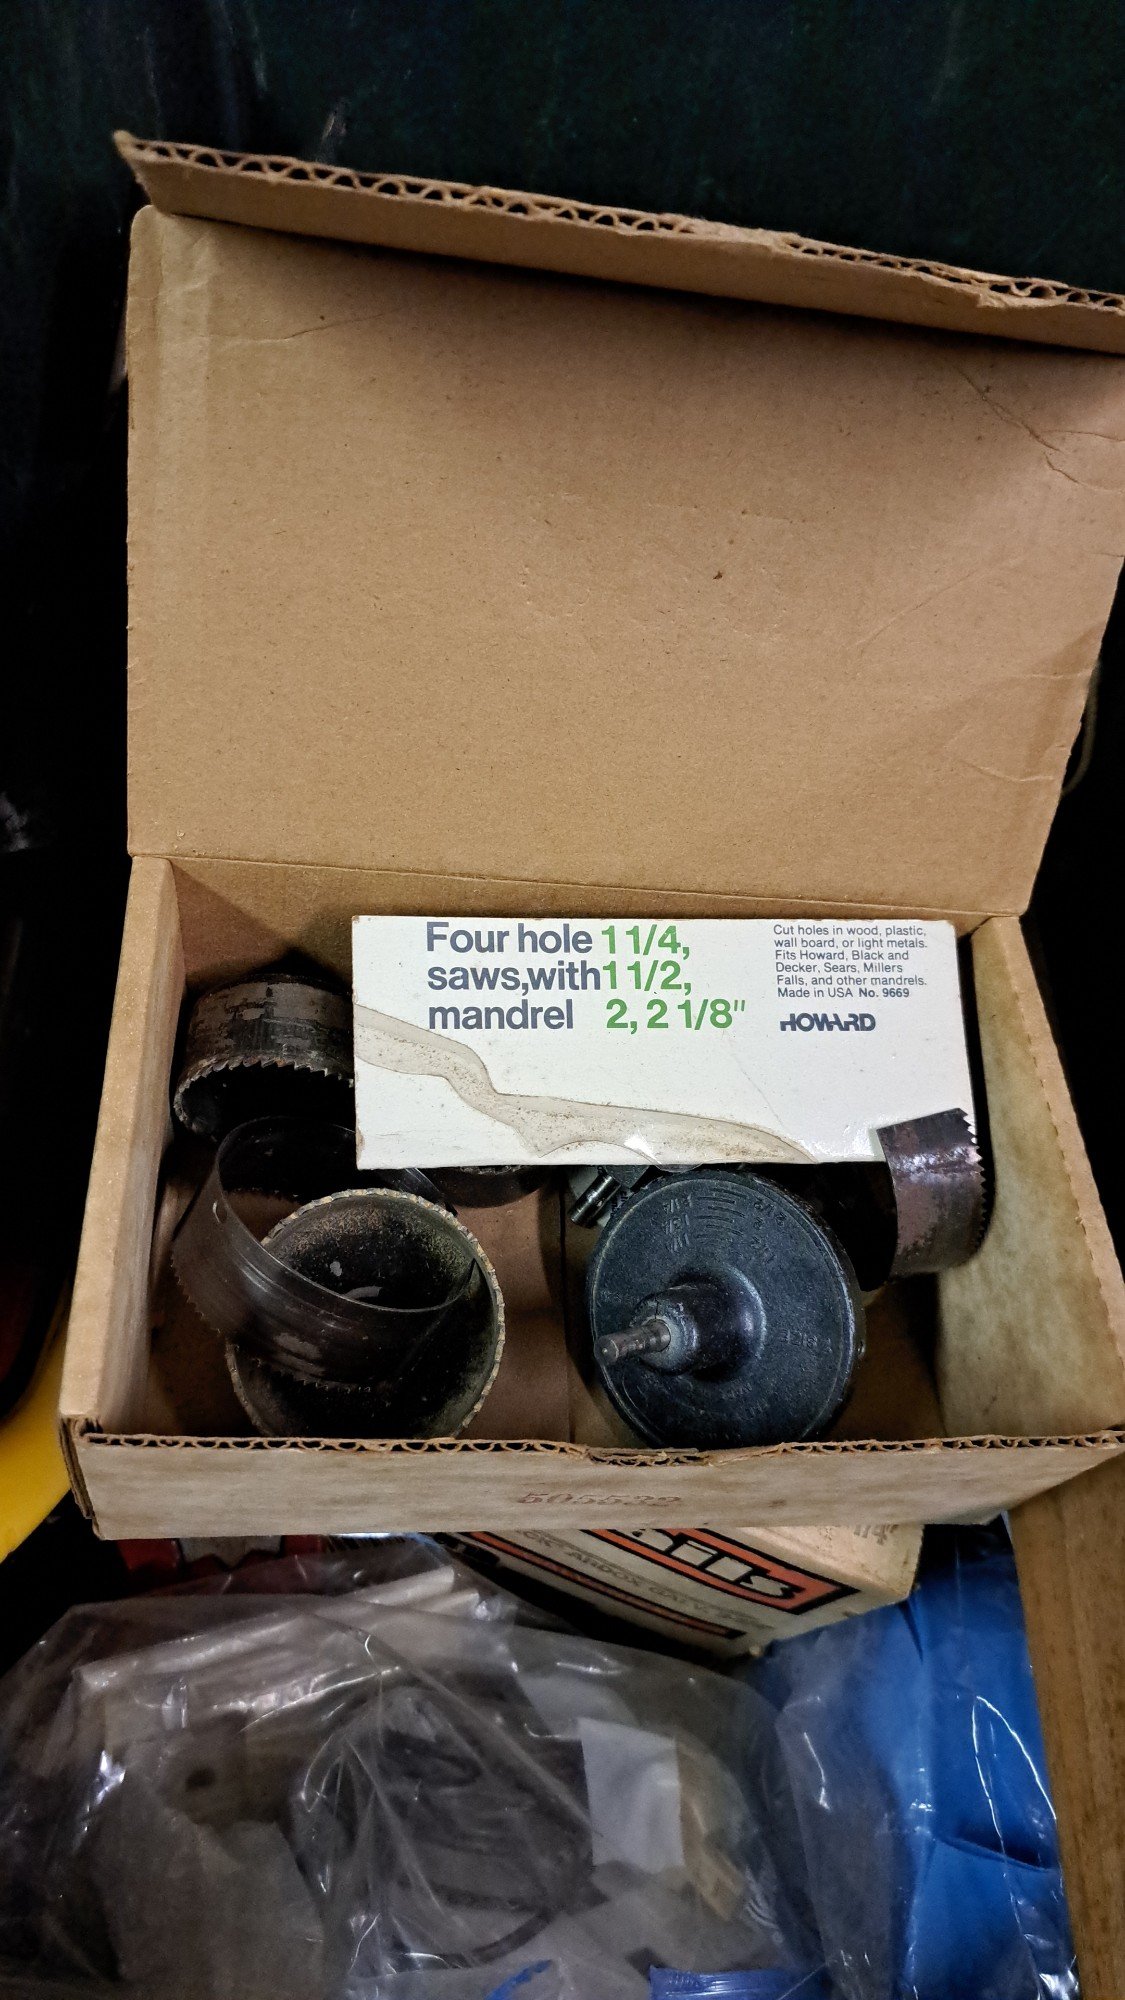 Four hole 1 1/4,
saws,with 1 1/2,
mandrel 2, 2 1/8"
Cut holes in wood, plastic,
wall board, or light metals.
Fits Howard, Black and
Decker, Sears, Millers
Falls, and other mandrels.
Made in USA No. 9669
HOWARD
505532